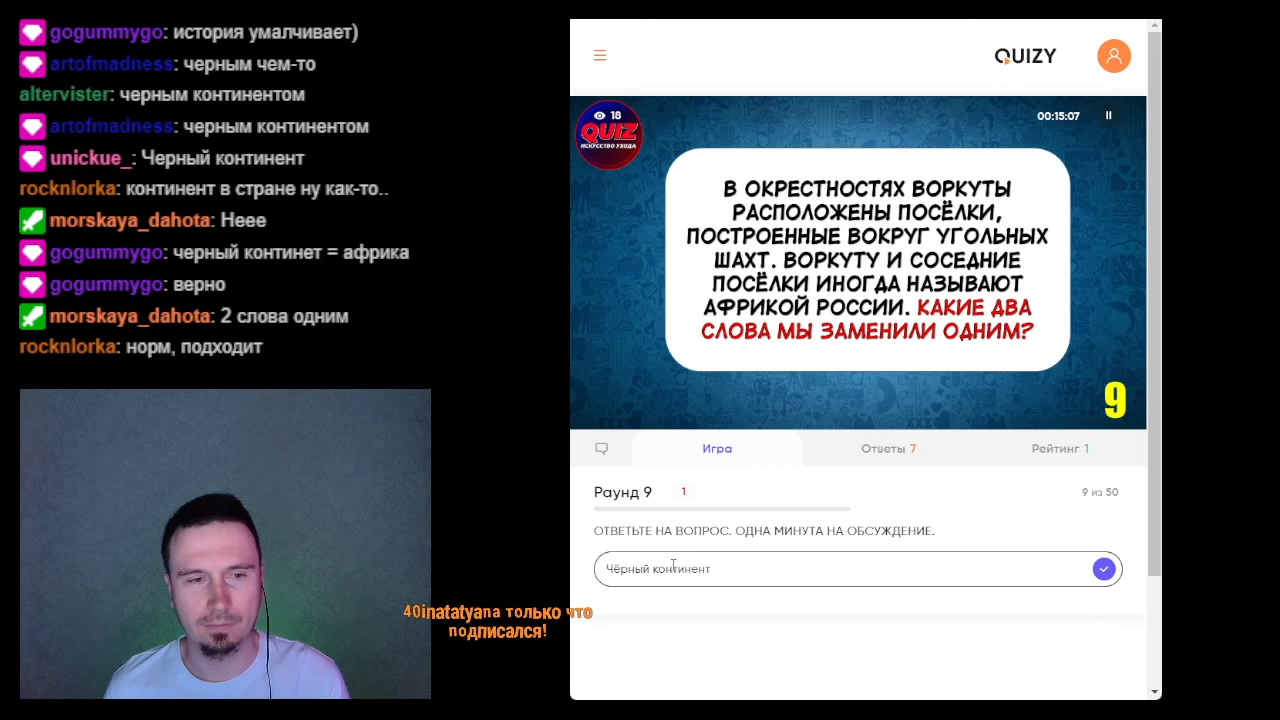 gogummygo: история умалчивает)
artofmadness: черным чем-то
altervister: черным континентом
artofmadness: черным континентом
unickue_: Черный континент
rocknlorka: континент в стране ну как-то..
morskaya_dahota: Неее
gogummygo: черный континет = африка
gogummygo: верно
morskaya_dahota: 2 слова одним
rocknlorka: норм, подходит
40inatatyana только что
подписался!
QUIZY
18
QUIZ
ИСКУССТВО УХОДА
00:15:07
В ОКРЕСТНОСТЯХ ВОРКУТЫ
РАСПОЛОЖЕНЫ ПОСЁЛКИ,
ПОСТРОЕННЫЕ ВОКРУГ УГОЛЬНЫХ
ШАХТ. ВОРКУТУ И СОСЕДНИЕ
ПОСЁЛКИ ИНОГДА НАЗЫВАЮТ
АФРИКОЙ РОССИИ. КАКИЕ ДВА
СЛОВА МЫ ЗАМЕНИЛИ ОДНИМ?
9
Игра
Ответы 7
Рейтинг 1
Раунд 9 1
9 из 50
ОТВЕТЬТЕ НА ВОПРОС. ОДНА МИНУТА НА ОБСУЖДЕНИЕ.
Чёрный континент